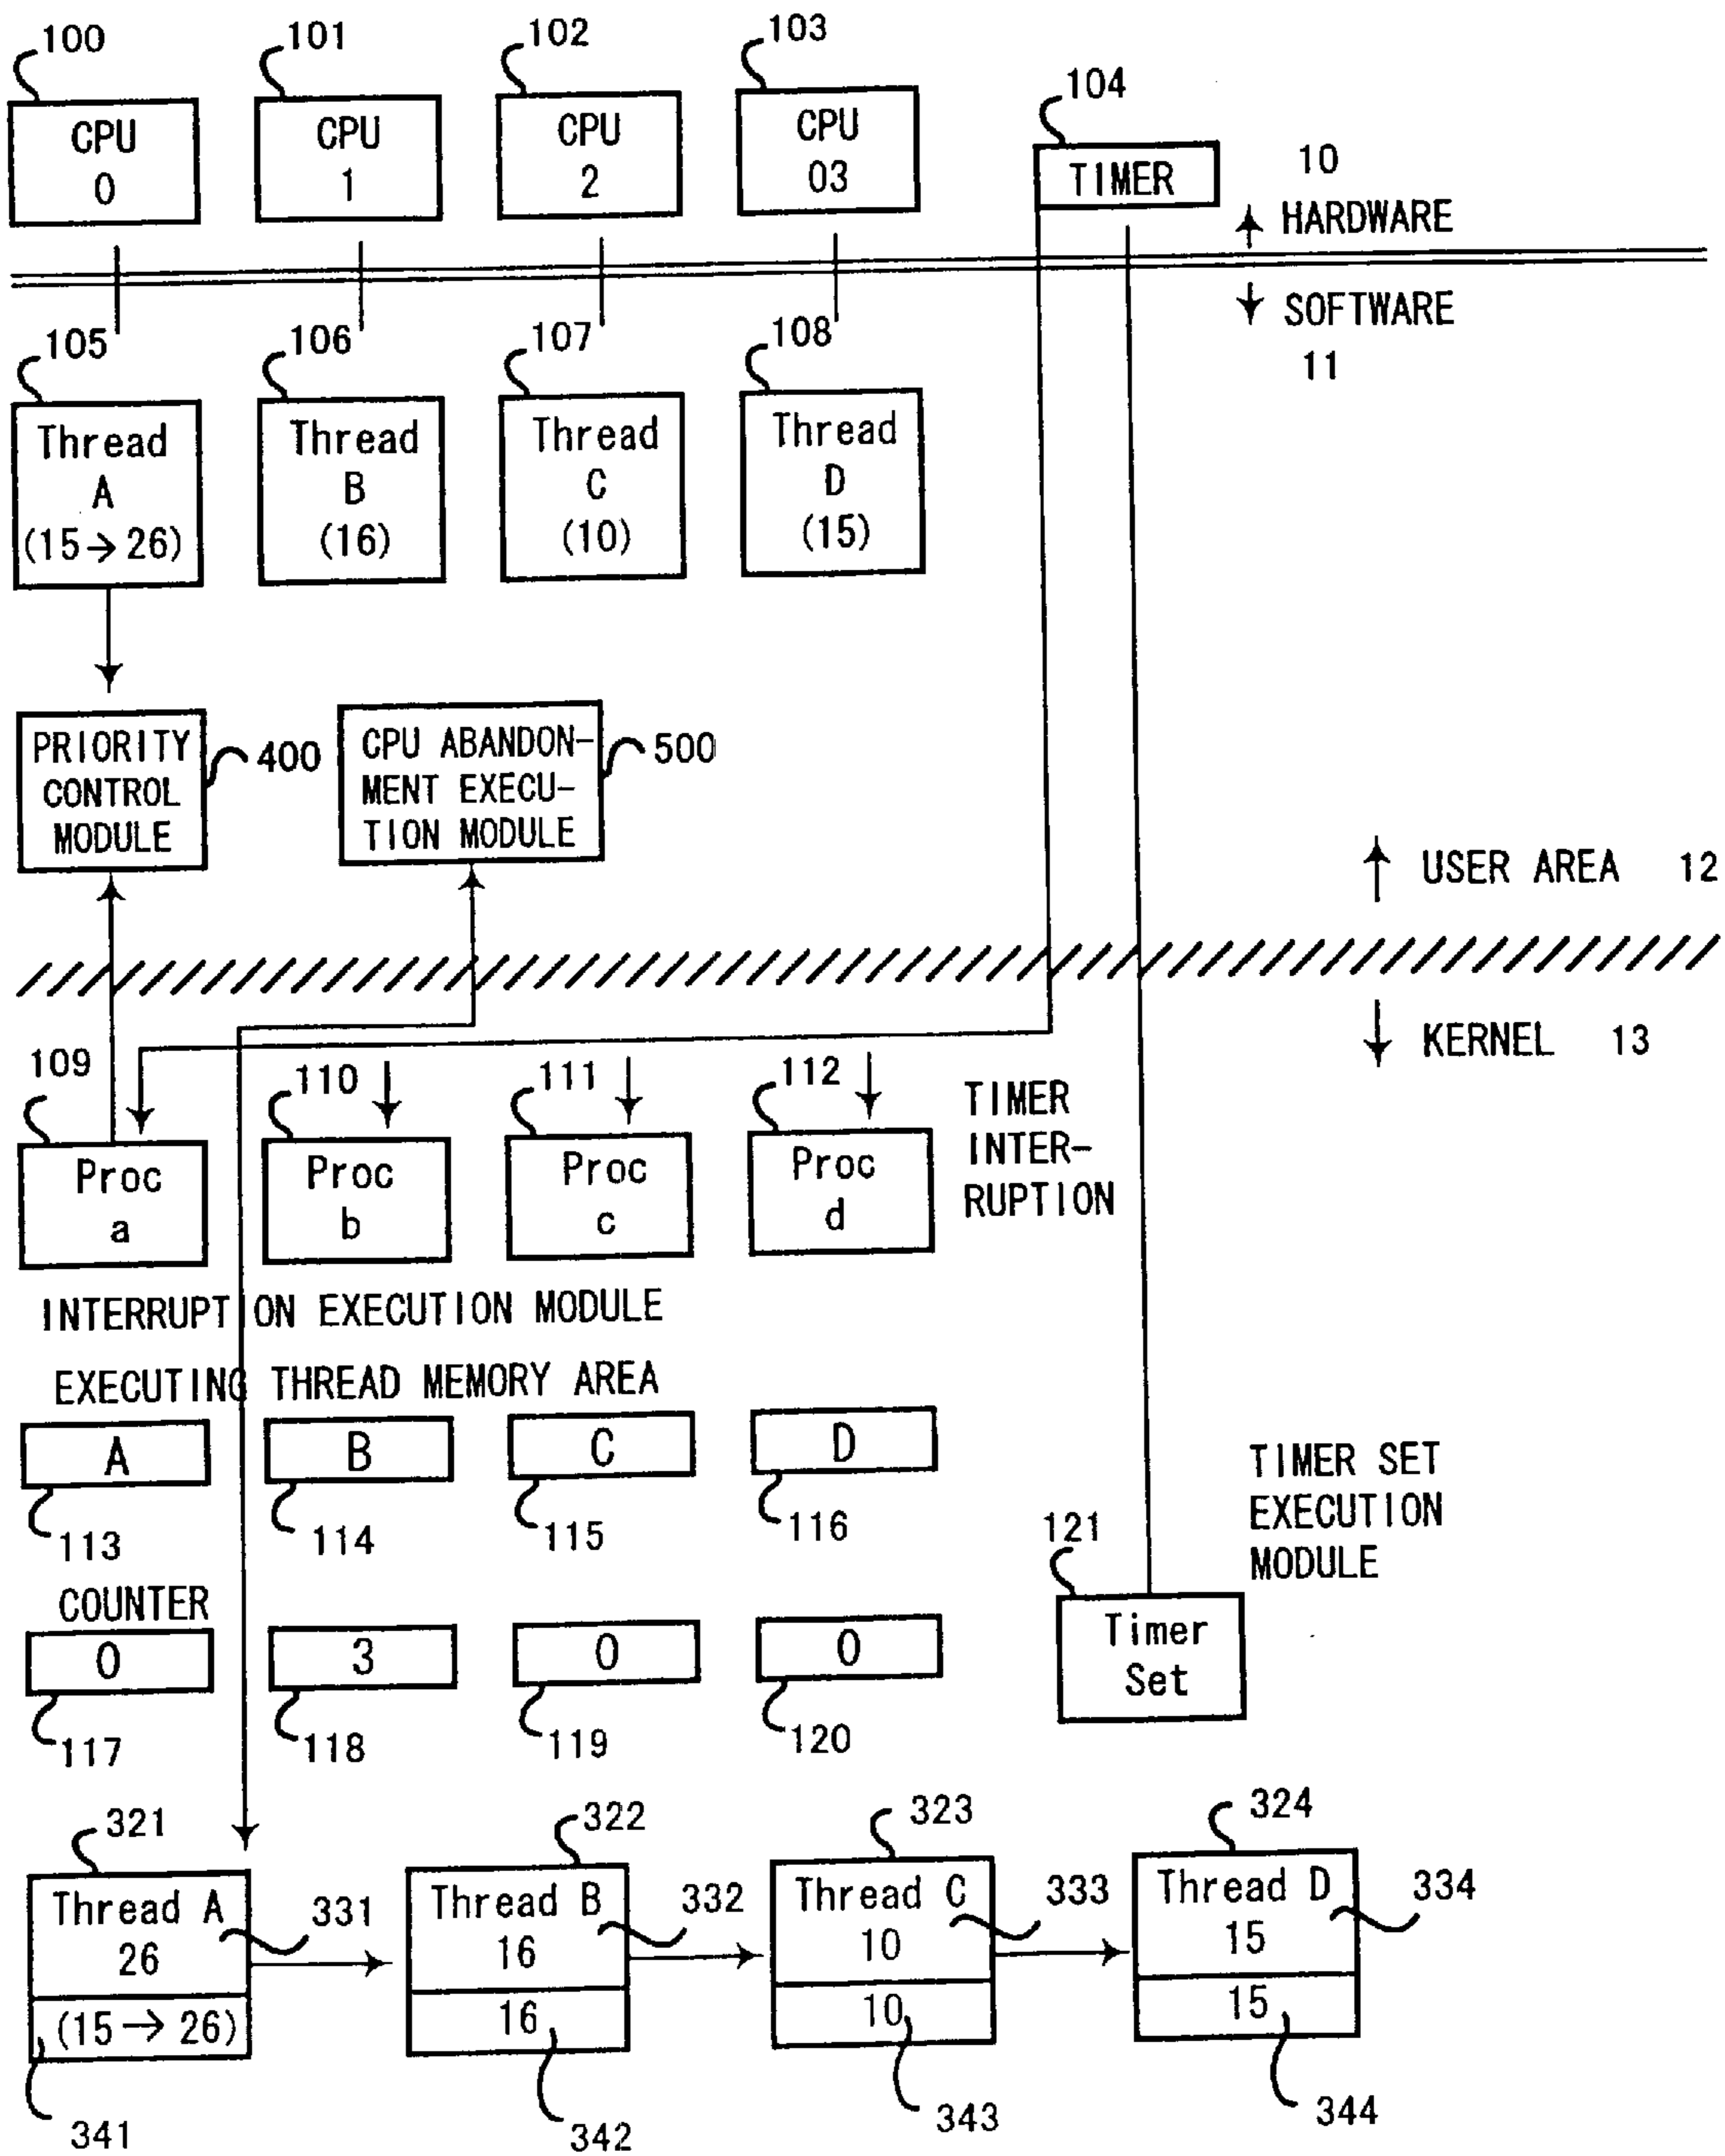 100
101
102
103
CPU
0
CPU
1
CPU
2
CPU
03
104
TIMER
10
HARDWARE
SOFTWARE
11
105
106
107
108
Thread
A
(15→26)
Thread
B
(16)
Thread
C
(10)
Thread
D
(15)
PRIORITY
CONTROL
MODULE
400
CPU ABANDON-
MENT EXECU-
TION MODULE
500
USER AREA 12
KERNEL 13
109
110
111
112
TIMER
INTER-
RUPTION
Proc
a
Proc
b
Proc
c
Proc
d
INTERRUPTION EXECUTION MODULE
EXECUTING THREAD MEMORY AREA
A
B
C
D
113
114
115
116
TIMER SET
EXECUTION
MODULE
121
Timer
Set
COUNTER
0
3
0
0
117
118
119
120
321
322
323
324
Thread A
26
(15→26)
331
Thread B
16
16
332
Thread C
10
10
333
Thread D
15
15
334
341
342
343
344